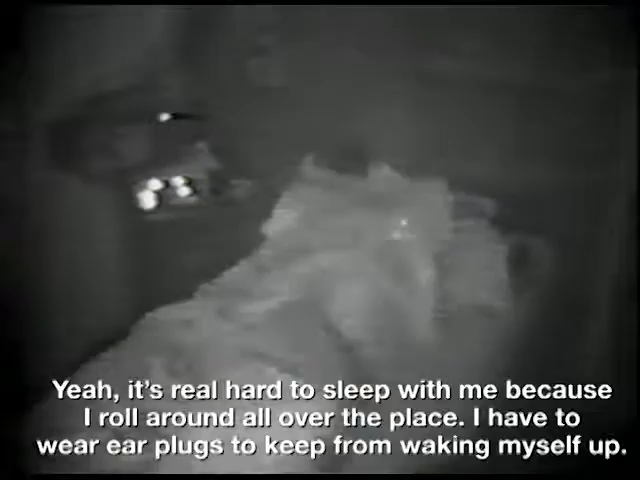 Yeah, it's real hard to sleep with me because
I roll around all over the place. I have to
wear ear plugs to keep from waking myself up.